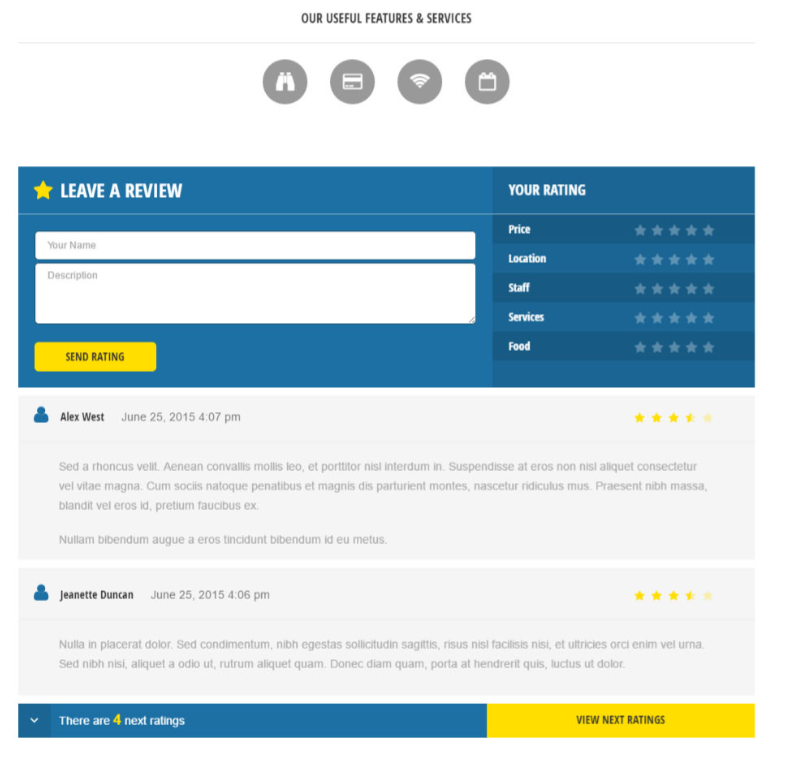 OUR USEFUL FEATURES & SERVICES
LEAVE A REVIEW
Your Name
Description
SEND RATING
YOUR RATING
Price
Location
Staff
Services
Food
Alex West June 25, 2015 4:07 pm
Sed a rhoncus velit. Aenean convallis mollis leo, et porttitor nisl interdum in. Suspendisse at eros non nisl aliquet consectetur
vel vitae magna. Cum sociis natoque penatibus et magnis dis parturient montes, nascetur ridiculus mus. Praesent nibh massa,
blandit vel eros id, pretium faucibus ex.
Nullam bibendum augue a eros tincidunt bibendum id eu metus.
Jeanette Duncan June 25, 2015 4:06 pm
Nulla in placerat dolor. Sed condimentum, nibh egestas sollicitudin sagittis, risus nisl facilisis nisi, et ultricies orci enim vel urna.
Sed nibh nisi, aliquet a odio ut, rutrum aliquet quam. Donec diam quam, porta at hendrerit quis, luctus ut dolor.
There are 4 next ratings
VIEW NEXT RATINGS